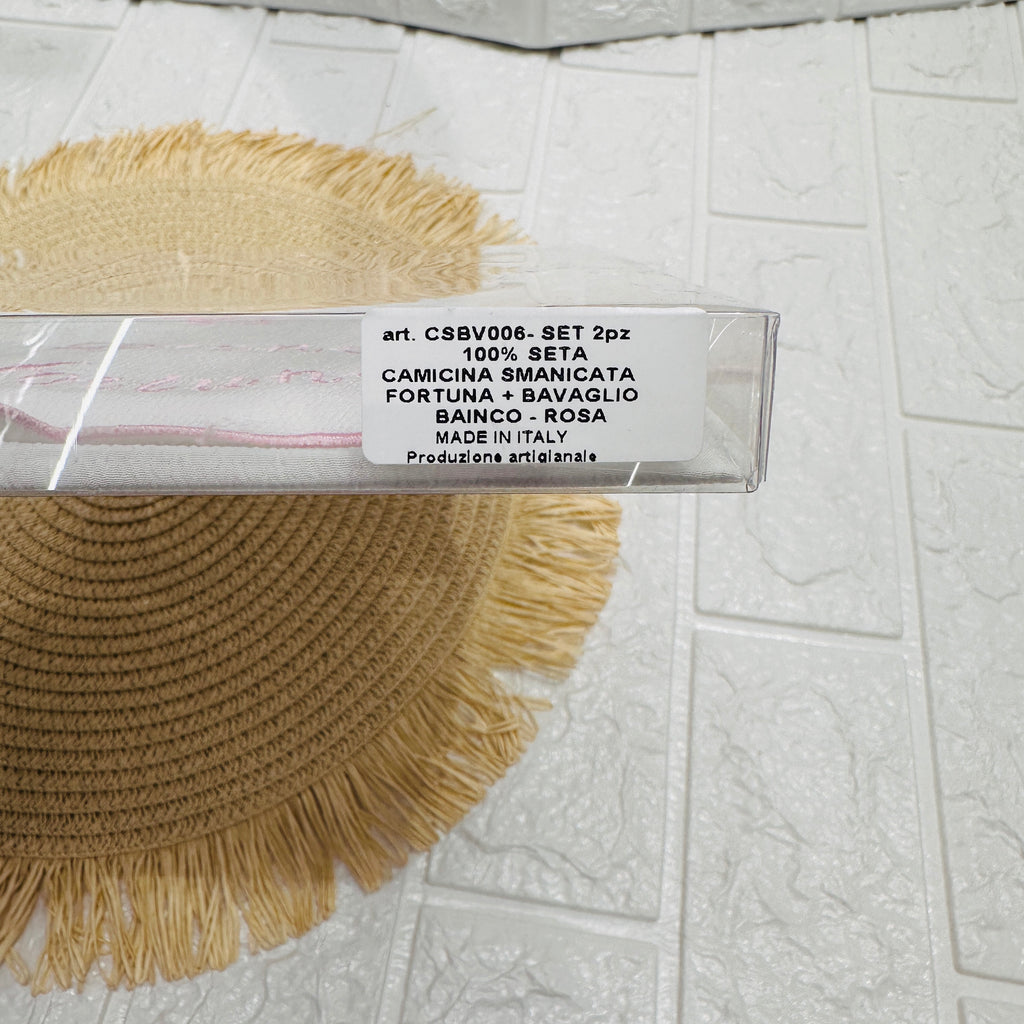 art. CSBV006- SET 2pz
100% SETA
CAMICINA SMANICATA
FORTUNA + BAVAGLIO
BAINCO - ROSA
MADE IN ITALY
Produzione artigianale